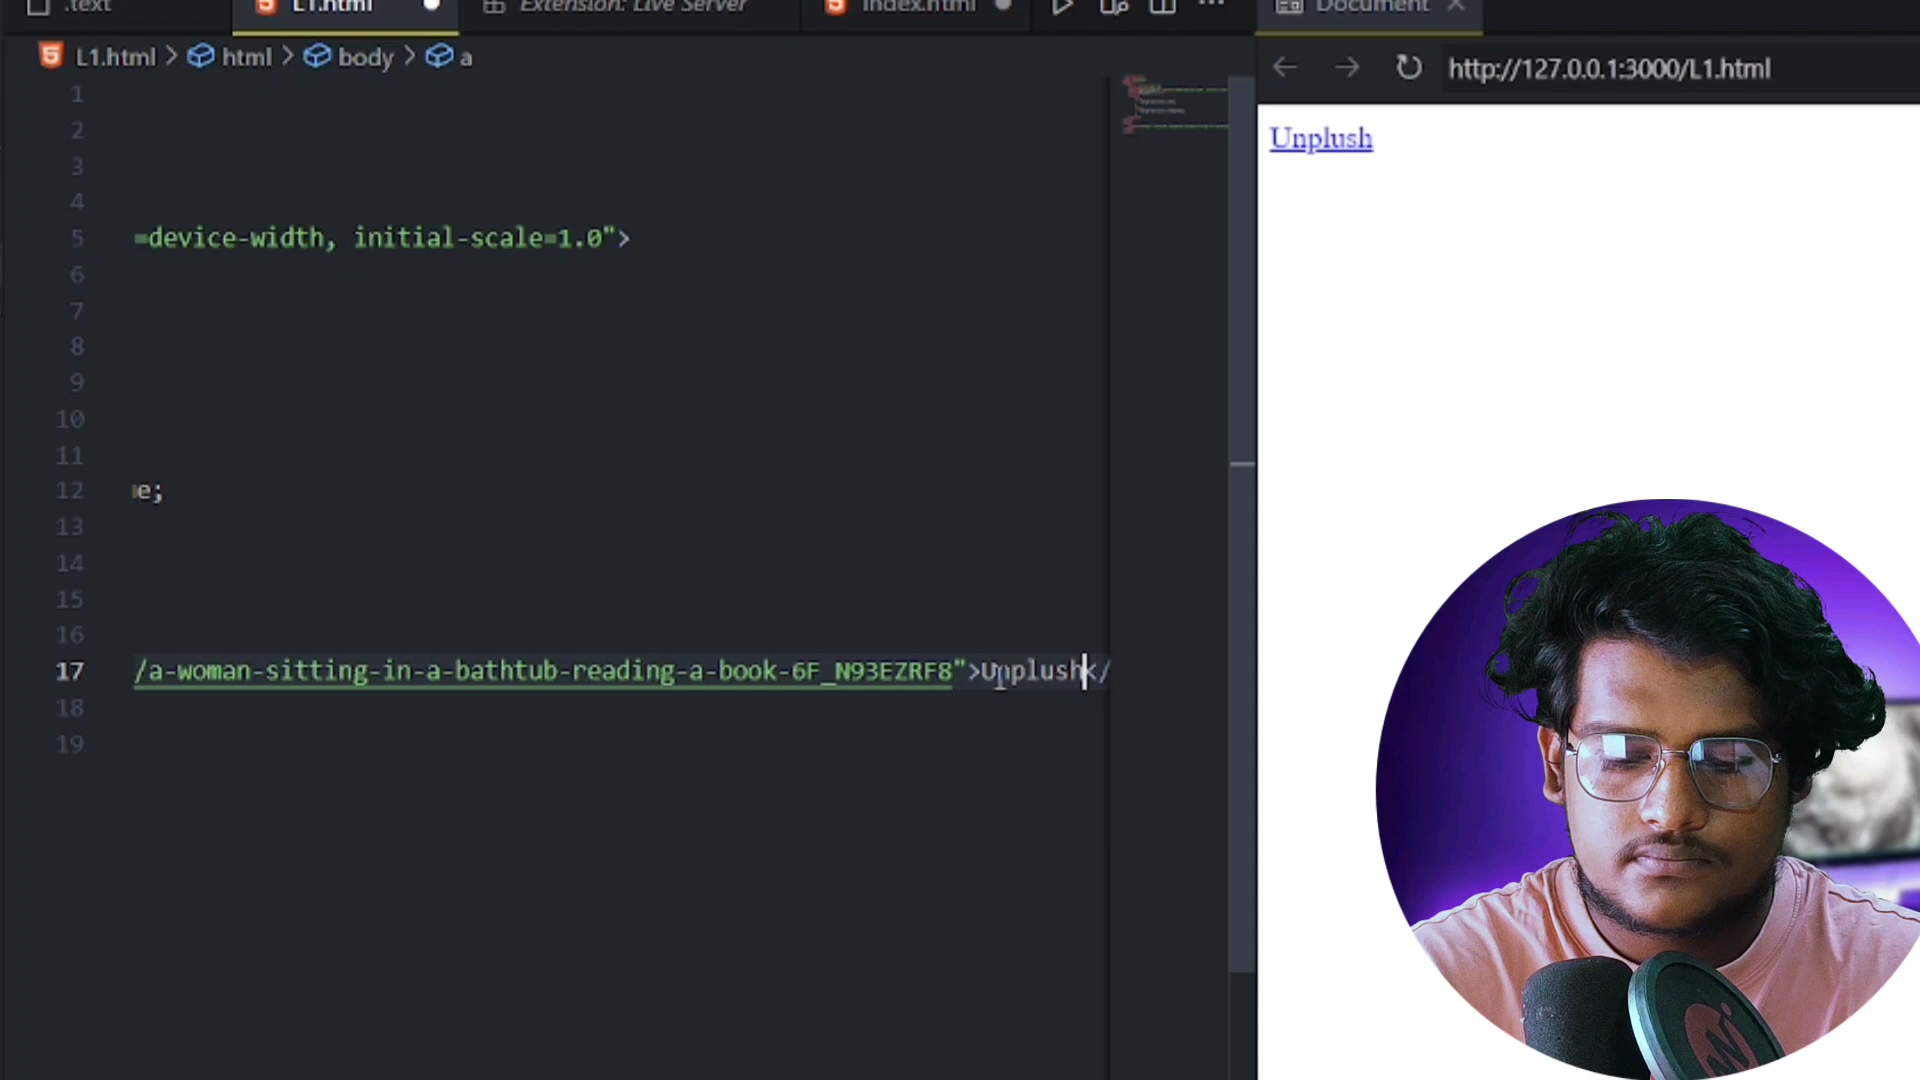 .text
L1.html
Extension: Live Server
index.html
Document
L1.html > html > body > a
http://127.0.0.1:3000/L1.html
1
2
3
4
5 =device-width, initial-scale=1.0">
6
7
8
9
10
11
12 e;
13
14
15
16
17 /a-woman-sitting-in-a-bathtub-reading-a-book-6F_N93EZRF8">Unplush</
18
19
Unplush